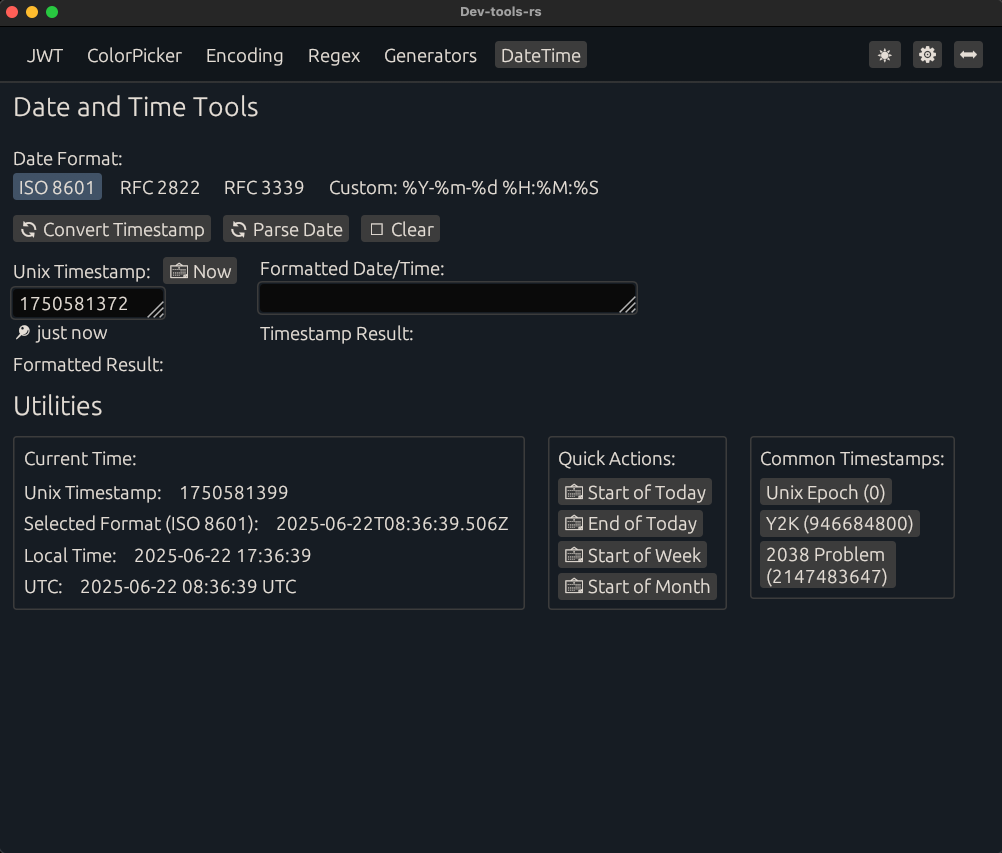 Dev-tools-rs
JWT ColorPicker Encoding Regex Generators DateTime
Date and Time Tools
Date Format:
ISO 8601 RFC 2822 RFC 3339 Custom: %Y-%m-%d %H:%M:%S
Convert Timestamp Parse Date Clear
Unix Timestamp: Now
1750581372
just now
Formatted Result:
Formatted Date/Time:
Timestamp Result:
Utilities
Current Time:
Unix Timestamp: 1750581399
Selected Format (ISO 8601): 2025-06-22T08:36:39.506Z
Local Time: 2025-06-22 17:36:39
UTC: 2025-06-22 08:36:39 UTC
Quick Actions:
Start of Today
End of Today
Start of Week
Start of Month
Common Timestamps:
Unix Epoch (0)
Y2K (946684800)
2038 Problem
(2147483647)